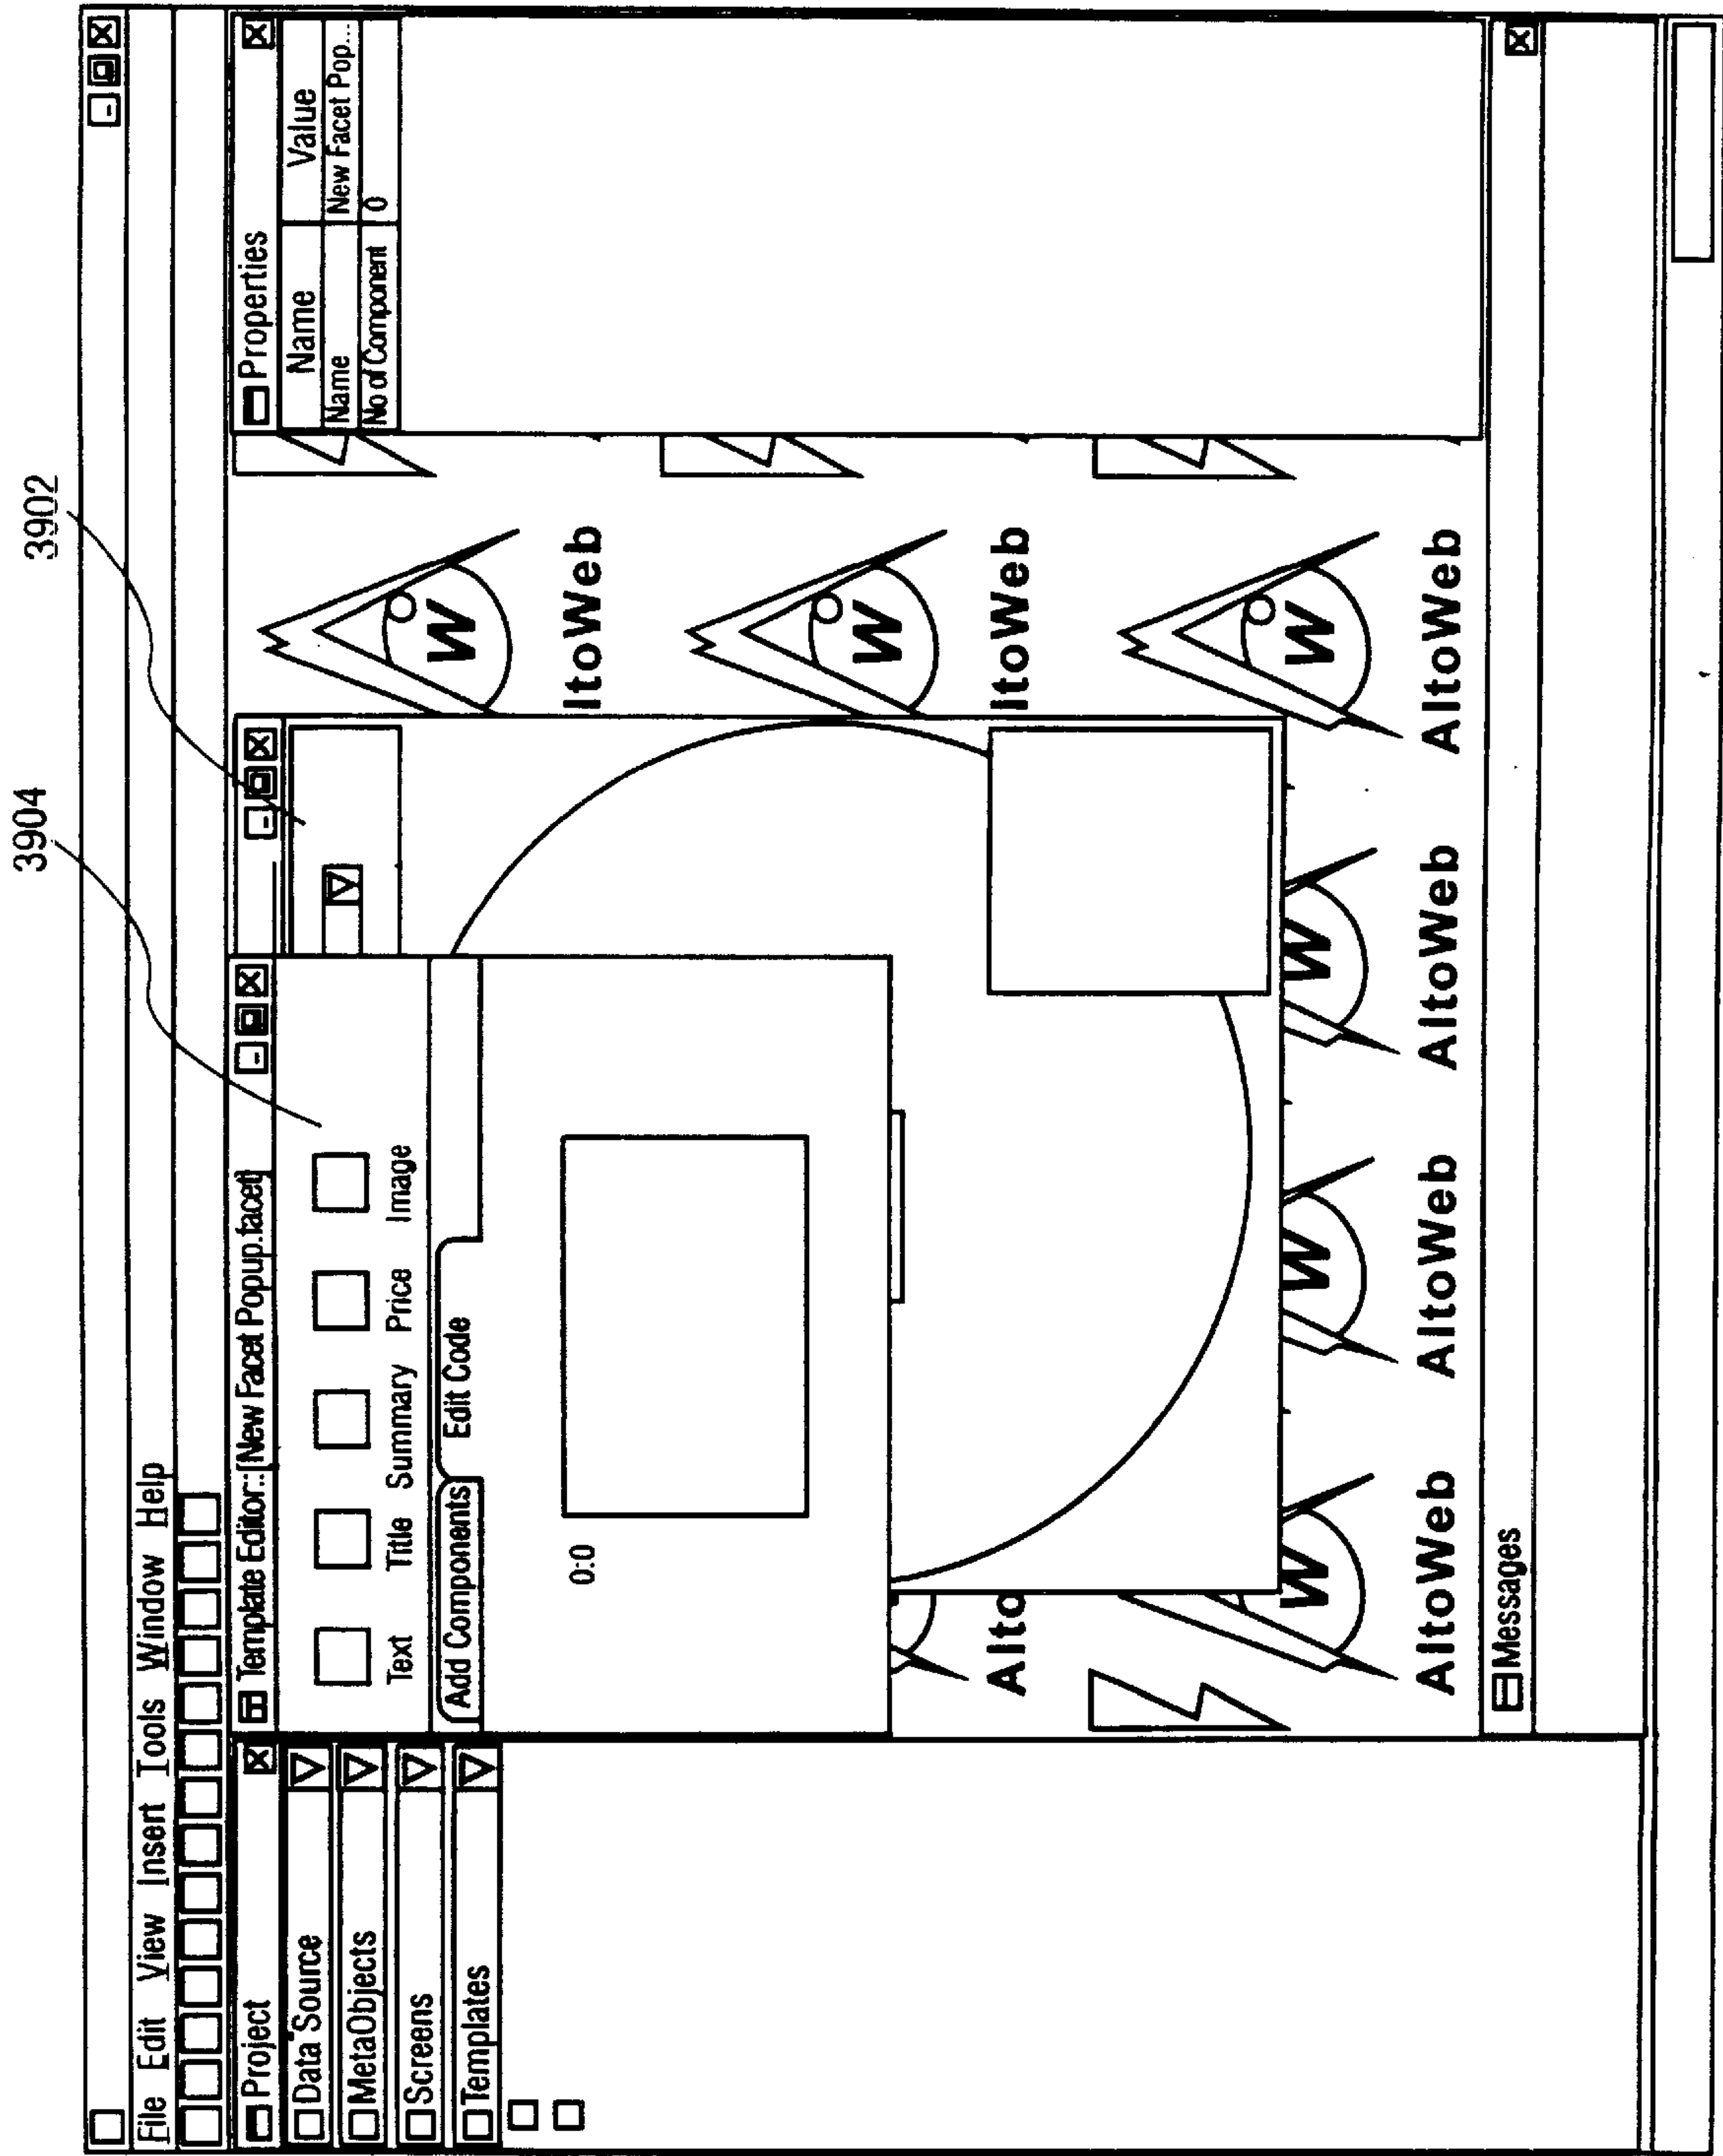 3904
3902
File Edit View Insert Tools Window Help
Project
Data Source
MetaObjects
Screens
Templates
Template Editor::[New Facet Popup.facet]
Text Title Summary Price Image
Add Components Edit Code
0:0
Properties
Name Value
Name New Facet Pop...
No of Component 0
W
ltoWeb
W
ltoWeb
Alto
W W W W
AltoWeb AltoWeb AltoWeb AltoWeb
Messages